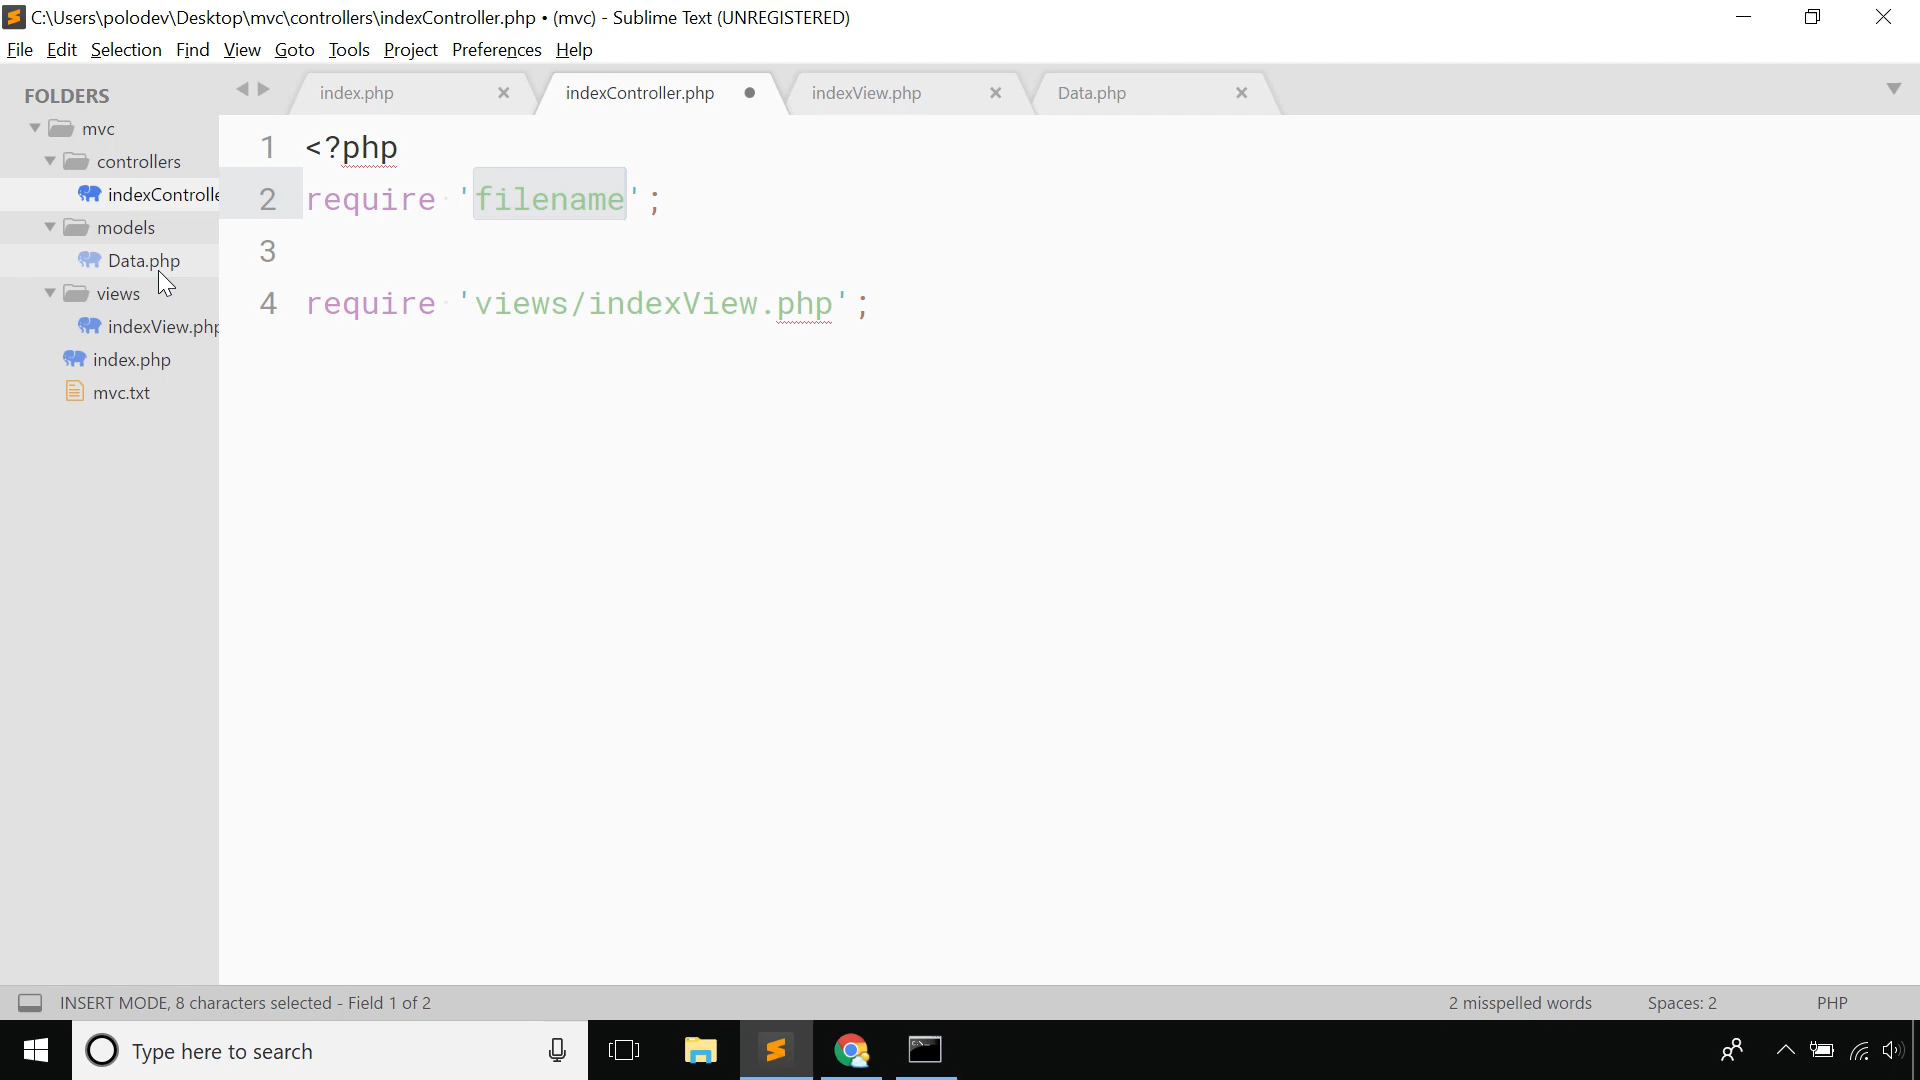 C:\Users\polodev\Desktop\mvc\controllers\indexController.php • (mvc) - Sublime Text (UNREGISTERED)
File Edit Selection Find View Goto Tools Project Preferences Help
FOLDERS
mvc
controllers
indexControlle
models
Data.php
views
indexView.php
index.php
mvc.txt
index.php indexController.php indexView.php Data.php
1 <?php
2 require 'filename';
3
4 require 'views/indexView.php';
INSERT MODE, 8 characters selected - Field 1 of 2 2 misspelled words Spaces: 2 PHP
Type here to search